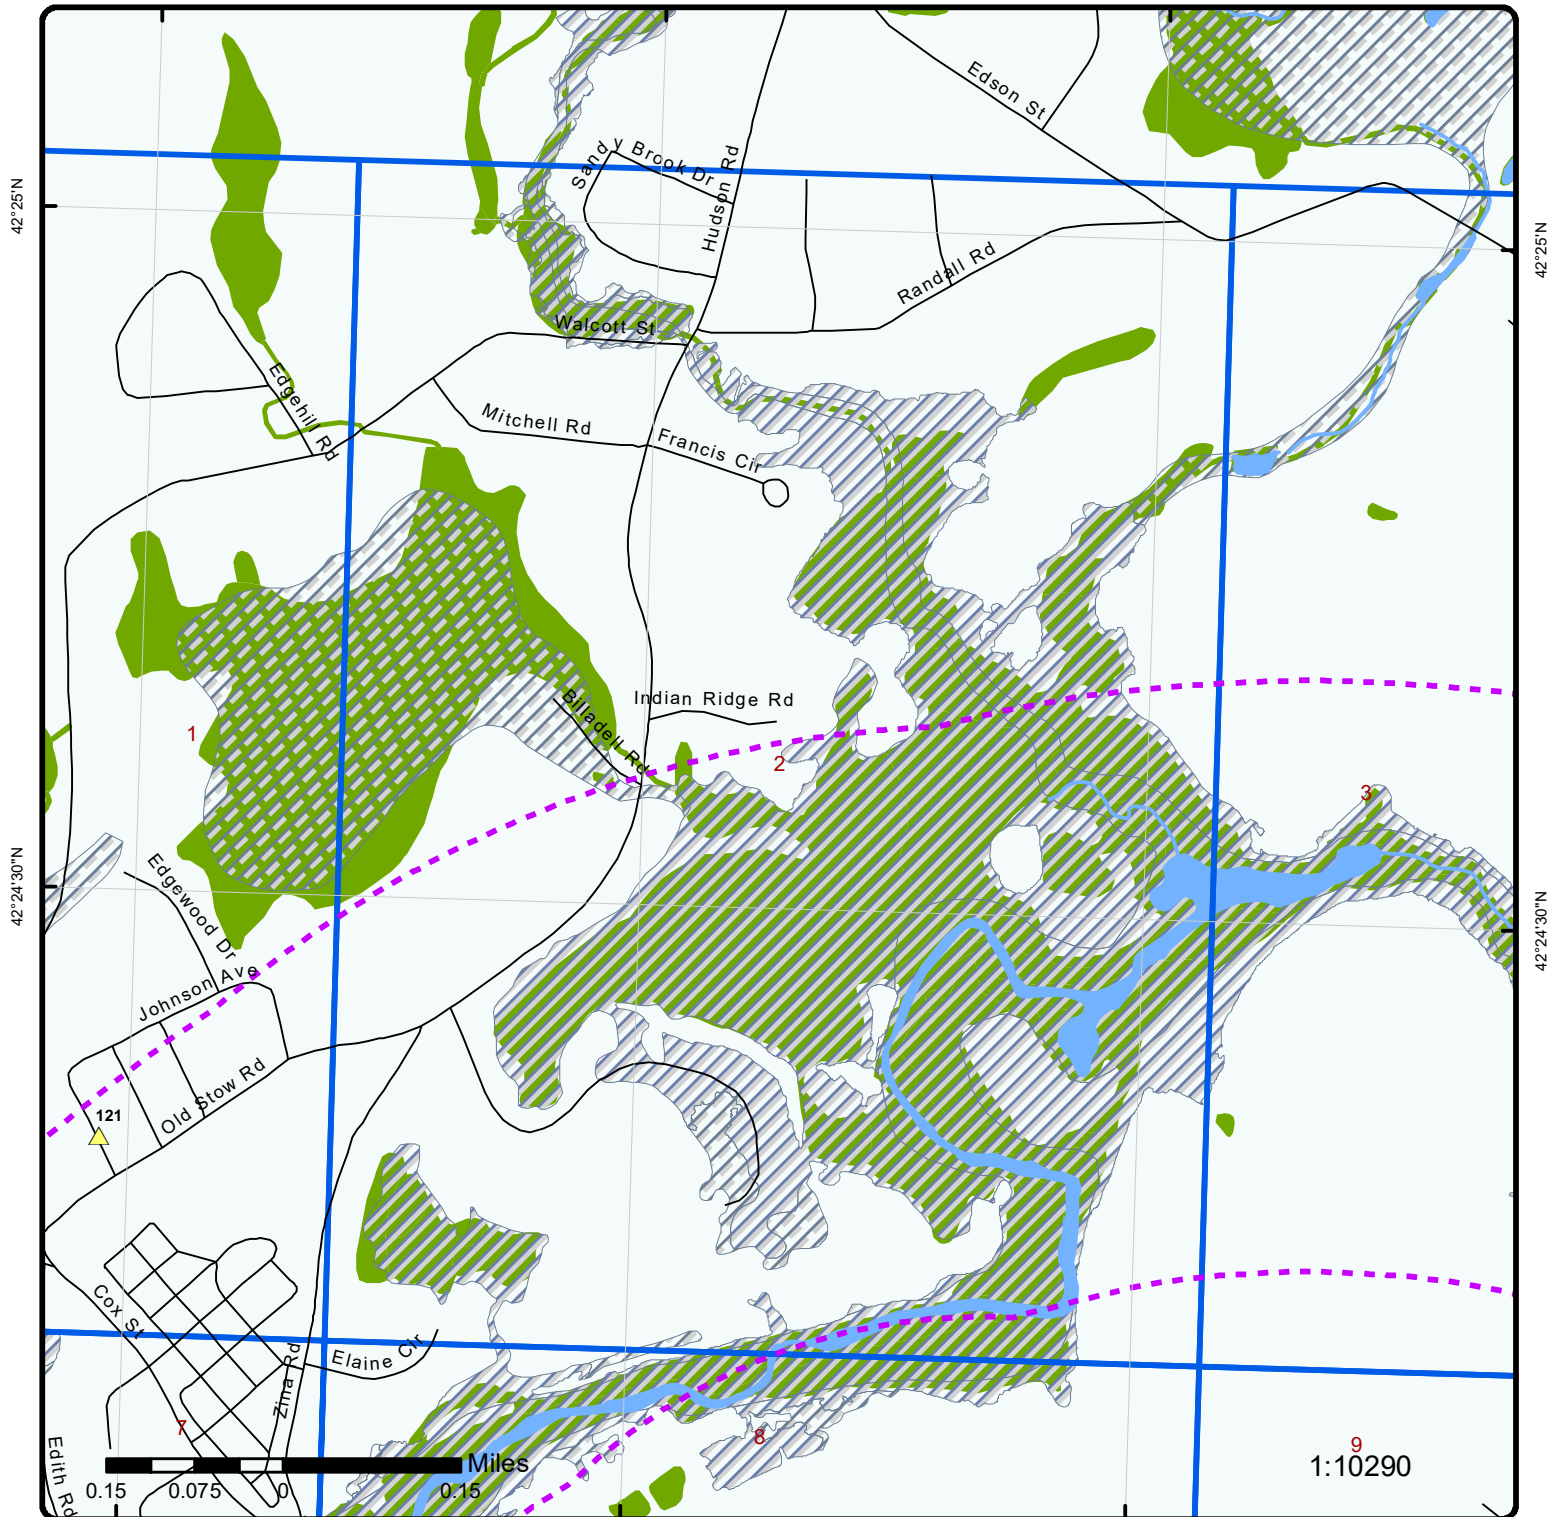 Edson St
Sandy Brook Dr
Hudson Rd
42°25'N
42°25'N
Randall Rd
Walcott St
Edgehill Rd
Mitchell Rd
Francis Cir
Indian Ridge Rd
Billadell Rd
1
2
3
Edgewood Dr
42°24'30"N
42°24'30"N
Johnson Ave
Old Stow Rd
121
Cox St
Zina Rd
Elaine Cir
7
8
9
Edith Rd
Miles
1:10290
0.15
0.075
0
0.15